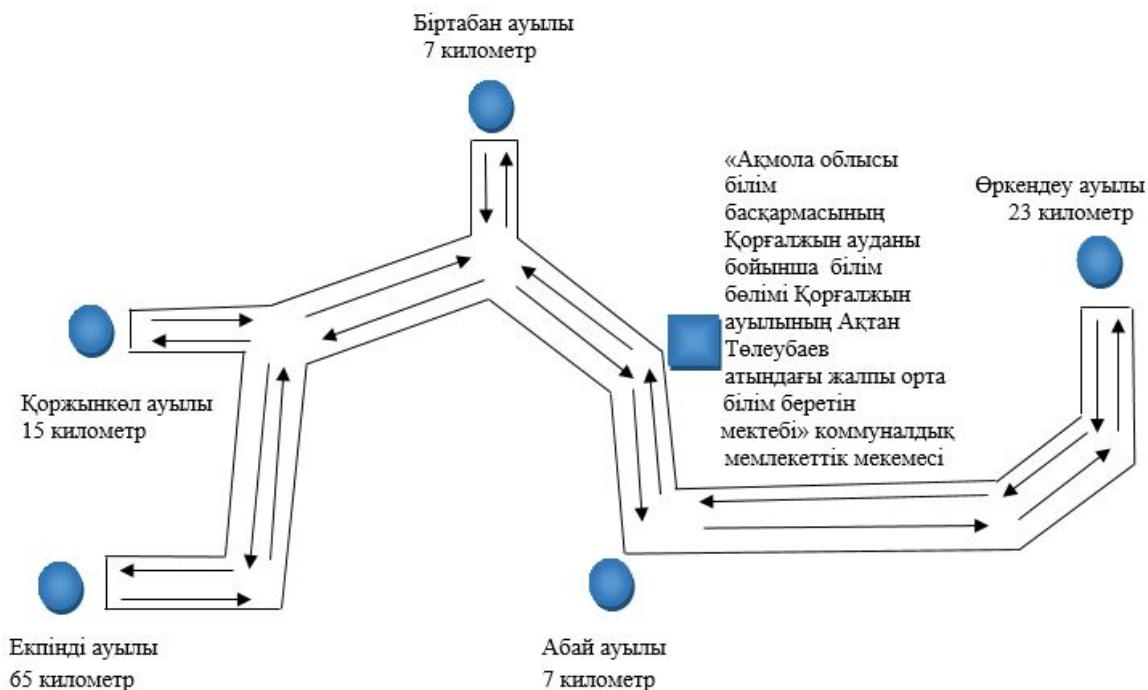 Біртабан ауылы
7 километр
«Ақмола облысы
білім
басқармасының
Қорғалжын ауданы
бойынша білім
бөлімі Қорғалжын
ауылының Ақтан
Төлеубаев
атындағы жалпы орта
білім беретін
мектебі» коммуналдық
мемлекеттік мекемесі
Өркендеу ауылы
23 километр
Қоржынкөл ауылы
15 километр
Екпінді ауылы
65 километр
Абай ауылы
7 километр